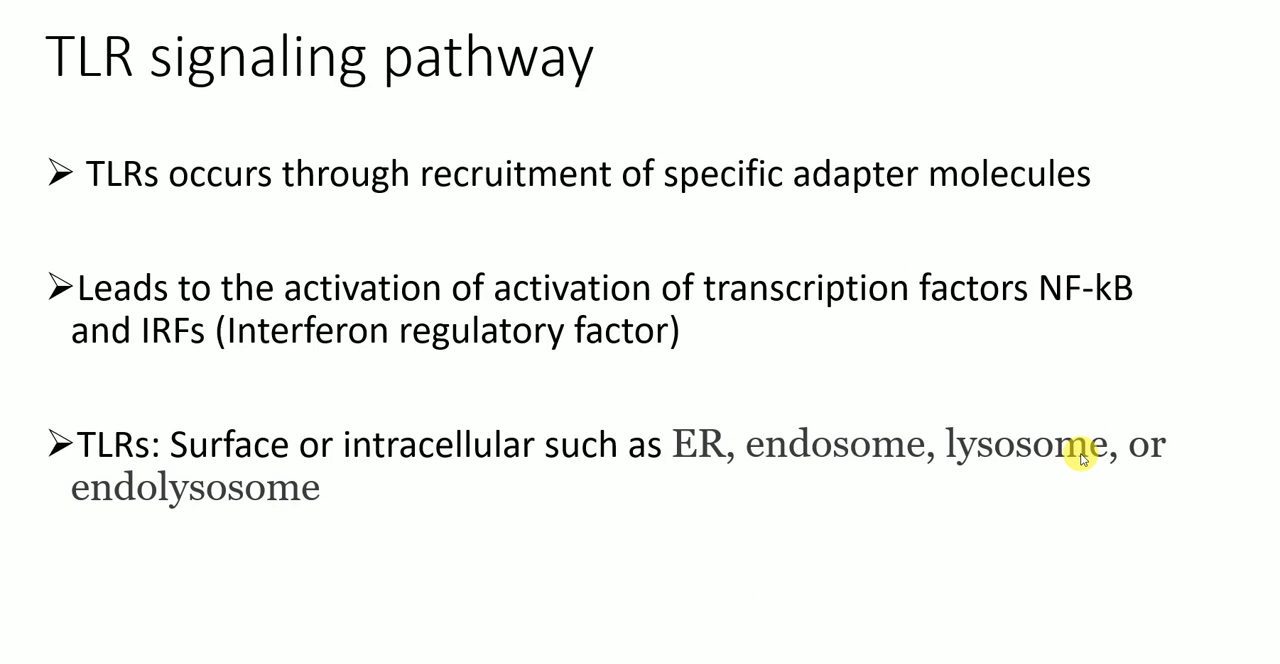 TLR signaling pathway
➢ TLRs occurs through recruitment of specific adapter molecules
➢Leads to the activation of activation of transcription factors NF-kB
and IRFs (Interferon regulatory factor)
➢TLRs: Surface or intracellular such as ER, endosome, lysosome, or
endolysosome